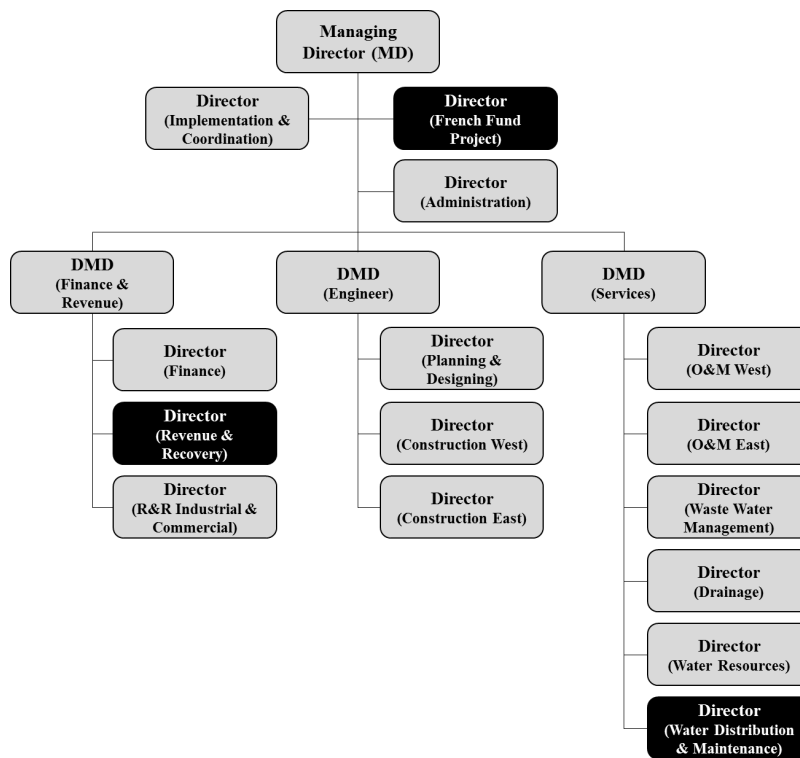 Managing
Director (MD)
Director
(Implementation &
Coordination)
Director
(French Fund
Project)
Director
(Administration)
DMD
(Finance &
Revenue)
DMD
(Engineer)
DMD
(Services)
Director
(Finance)
Director
(Revenue &
Recovery)
Director
(R&R Industrial &
Commercial)
Director
(Planning &
Designing)
Director
(Construction West)
Director
(Construction East)
Director
(O&M West)
Director
(O&M East)
Director
(Waste Water
Management)
Director
(Drainage)
Director
(Water Resources)
Director
(Water Distribution
& Maintenance)